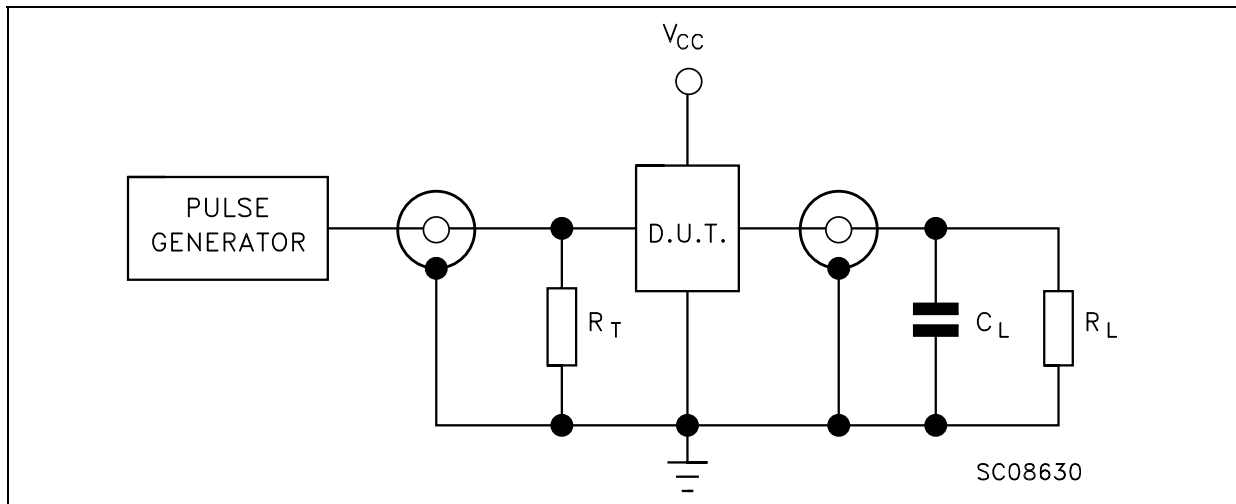 VCC
PULSE
GENERATOR
D.U.T.
RT
CL
RL
SC08630